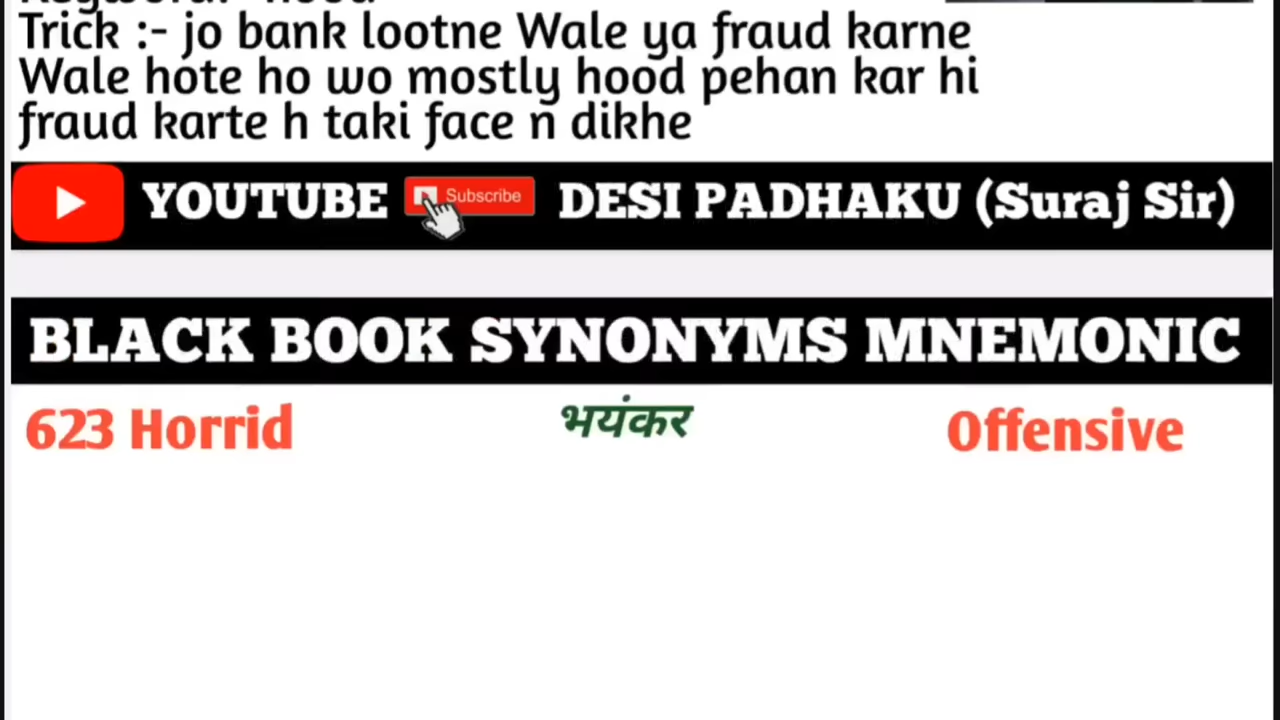 Trick :- jo bank lootne Wale ya fraud karne
Wale hote ho wo mostly hood pehan kar hi
fraud karte h taki face n dikhe
YOUTUBE Subscribe DESI PADHAKU (Suraj Sir)
BLACK BOOK SYNONYMS MNEMONIC
623 Horrid भयंकर Offensive